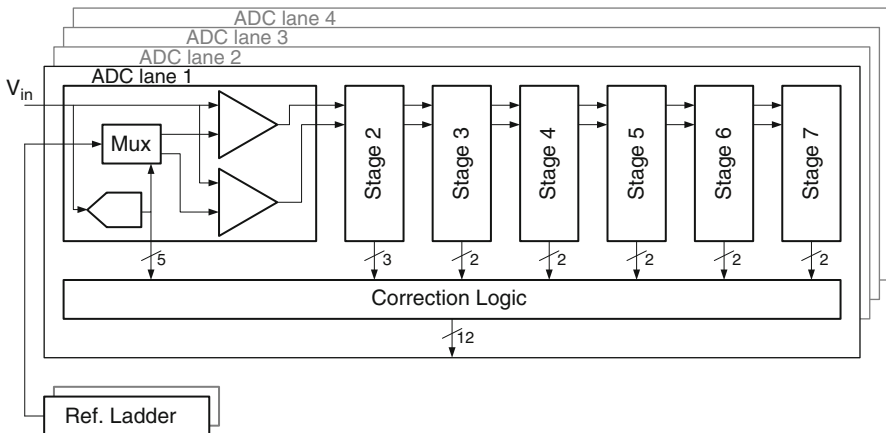 ADC lane 4
ADC lane 3
ADC lane 2
ADC lane 1
V_in
Mux
Stage 2
Stage 3
Stage 4
Stage 5
Stage 6
Stage 7
5
3
2
2
2
2
2
Correction Logic
12
Ref. Ladder